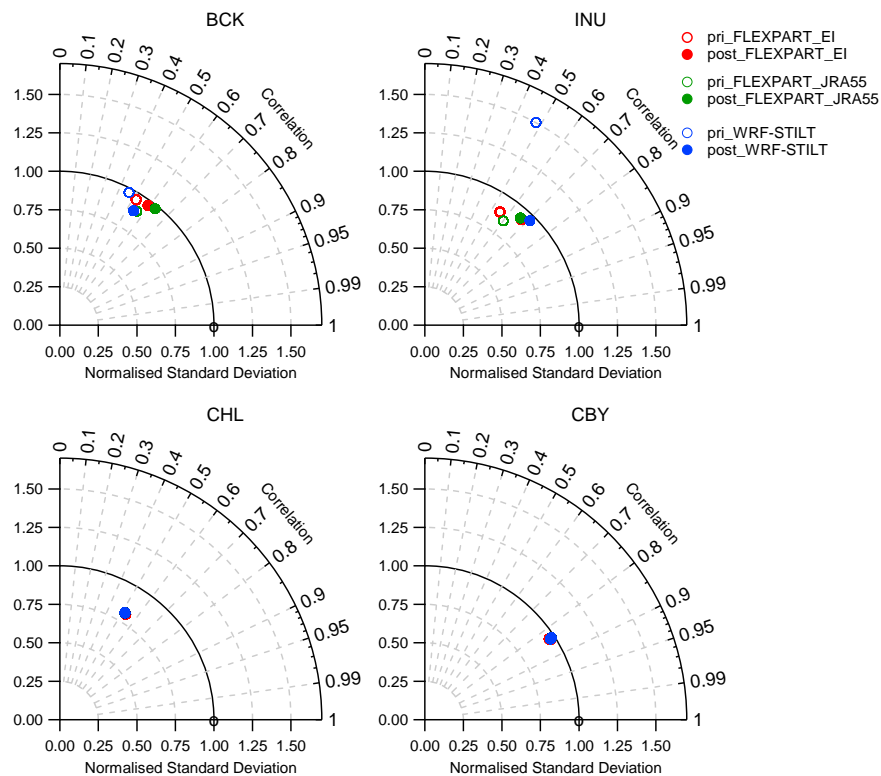 BCK
INU
pri_FLEXPART_EI
post_FLEXPART_EI
pri_FLEXPART_JRA55
post_FLEXPART_JRA55
pri_WRF-STILT
post_WRF-STILT
0 0.1 0.2 0.3 0.4 0.5 0.6 0.7 0.8 0.9 0.95 0.99 1
Correlation
1.50
1.25
1.00
0.75
0.50
0.25
0.00
0.00 0.25 0.50 0.75 1.00 1.25 1.50
Normalised Standard Deviation
0 0.1 0.2 0.3 0.4 0.5 0.6 0.7 0.8 0.9 0.95 0.99 1
Correlation
1.50
1.25
1.00
0.75
0.50
0.25
0.00
0.00 0.25 0.50 0.75 1.00 1.25 1.50
Normalised Standard Deviation
CHL
CBY
0 0.1 0.2 0.3 0.4 0.5 0.6 0.7 0.8 0.9 0.95 0.99 1
Correlation
1.50
1.25
1.00
0.75
0.50
0.25
0.00
0.00 0.25 0.50 0.75 1.00 1.25 1.50
Normalised Standard Deviation
0 0.1 0.2 0.3 0.4 0.5 0.6 0.7 0.8 0.9 0.95 0.99 1
Correlation
1.50
1.25
1.00
0.75
0.50
0.25
0.00
0.00 0.25 0.50 0.75 1.00 1.25 1.50
Normalised Standard Deviation